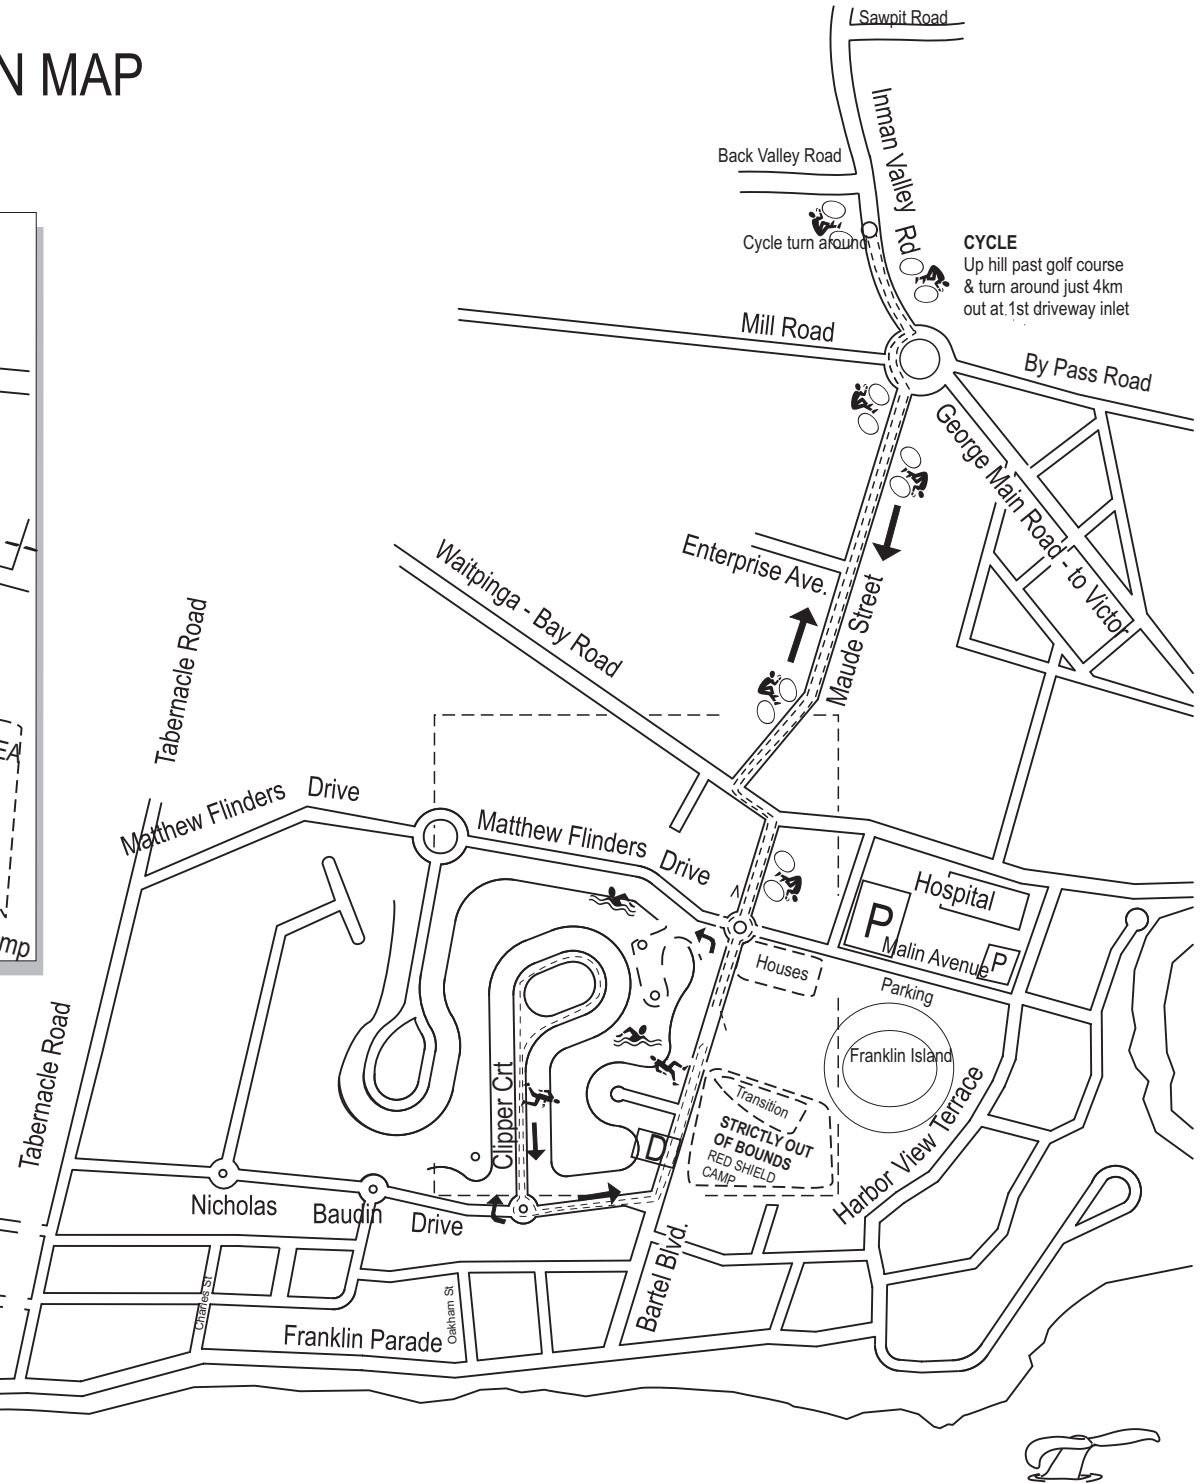 N MAP
Sawpit Road
Inman Valley Rd
Back Valley Road
Cycle turn around
CYCLE
Up hill past golf course
& turn around just 4km
out at 1st driveway inlet
Mill Road
By Pass Road
George Main Road - to Victor
Enterprise Ave.
Waitpinga - Bay Road
Maude Street
Tabernacle Road
EA
mp
Matthew Flinders Drive
Matthew Flinders Drive
Hospital
P
Malin Avenue
P
Houses
Parking
Franklin Island
Tabernacle Road
Clipper Crt
Transition
STRICTLY OUT
OF BOUNDS
RED SHIELD
CAMP
D
Harbor View Terrace
Nicholas Baudin Drive
Bartel Blvd.
Charles St
Oakham St
Franklin Parade